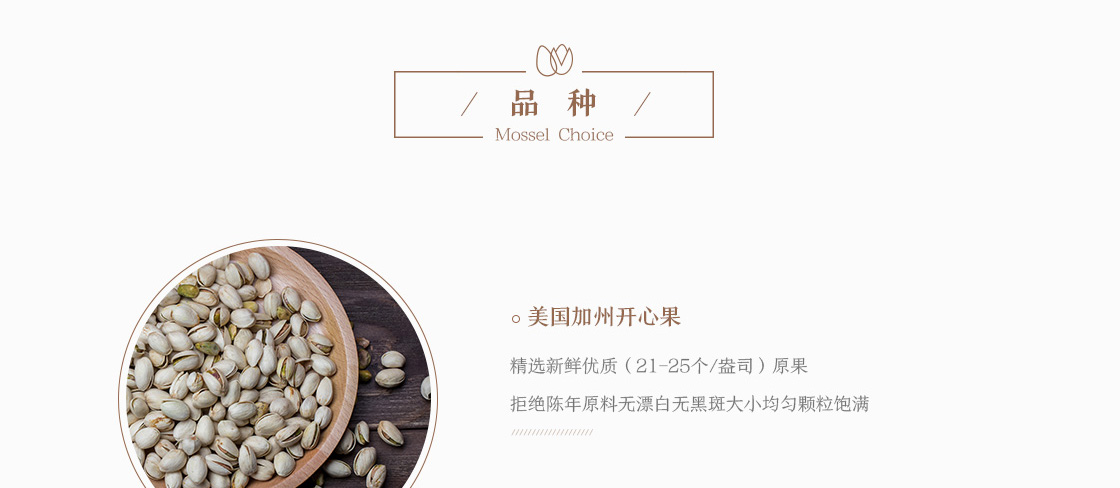 / 品 种 /
Mossel Choice
美国加州开心果
精选新鲜优质（21-25个/盎司）原果
拒绝陈年原料无漂白无黑斑大小均匀颗粒饱满